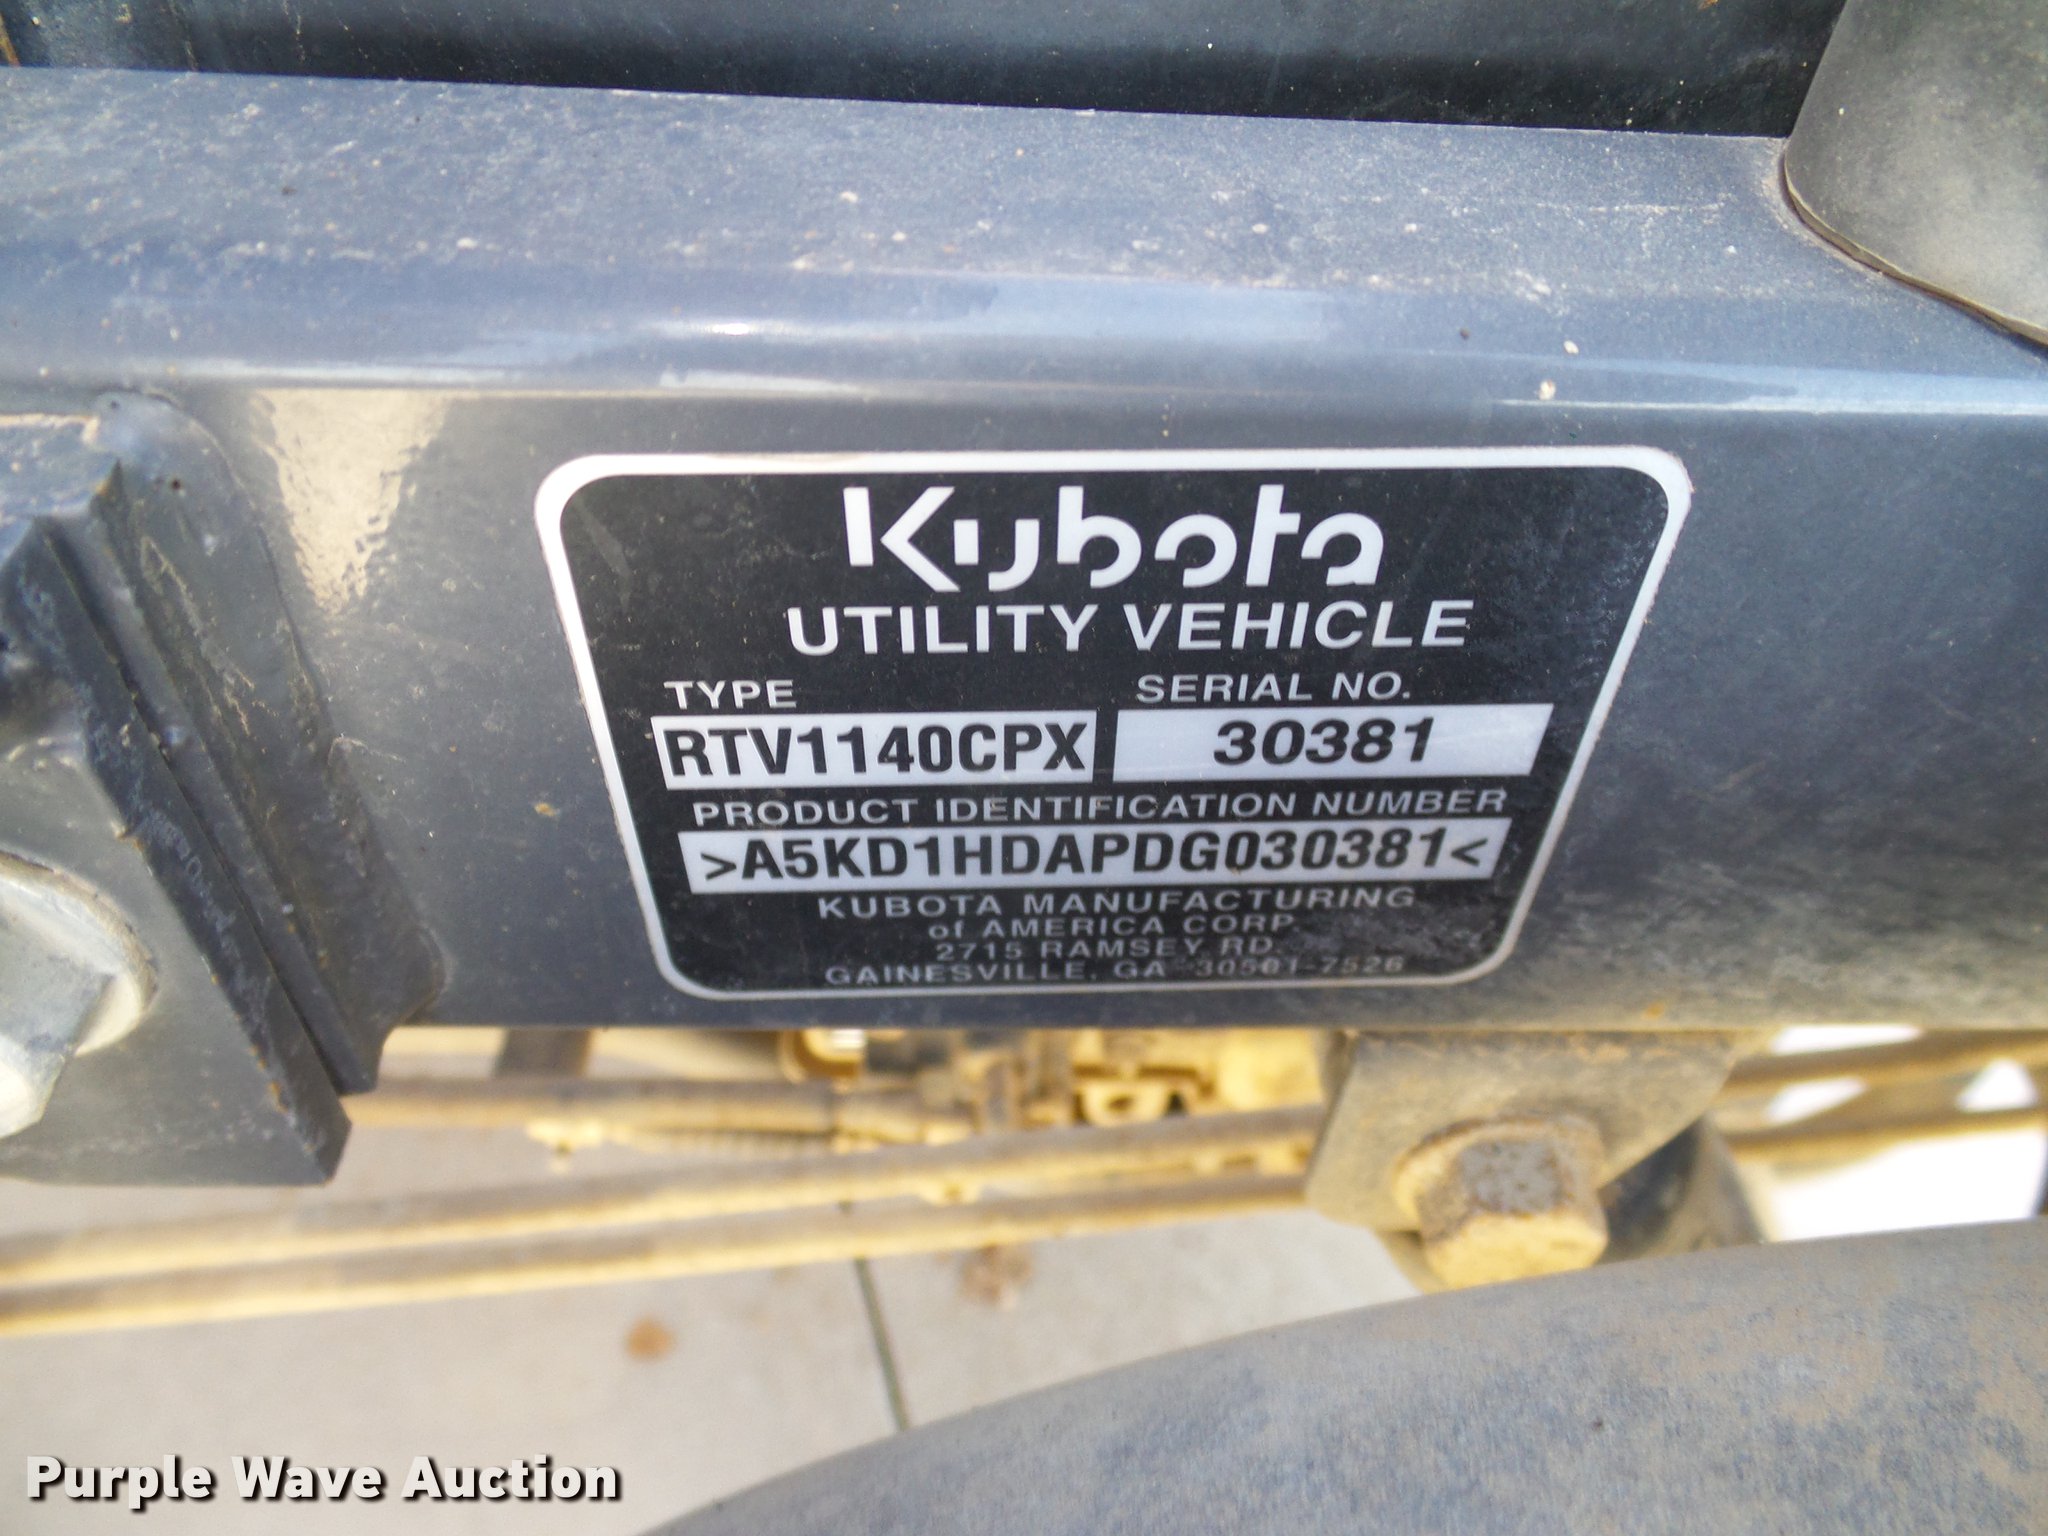 Kubota
UTILITY VEHICLE
TYPE SERIAL NO.
RTV1140CPX 30381
PRODUCT IDENTIFICATION NUMBER
>A5KD1HDAPDG030381<
KUBOTA MANUFACTURING
of AMERICA CORP.
2715 RAMSEY RD.
GAINESVILLE, GA 30501-7526
Purple Wave Auction